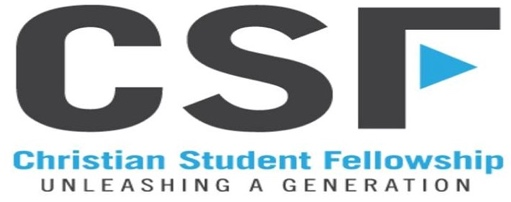 CSF
Christian Student Fellowship
UNLEASHING A GENERATION